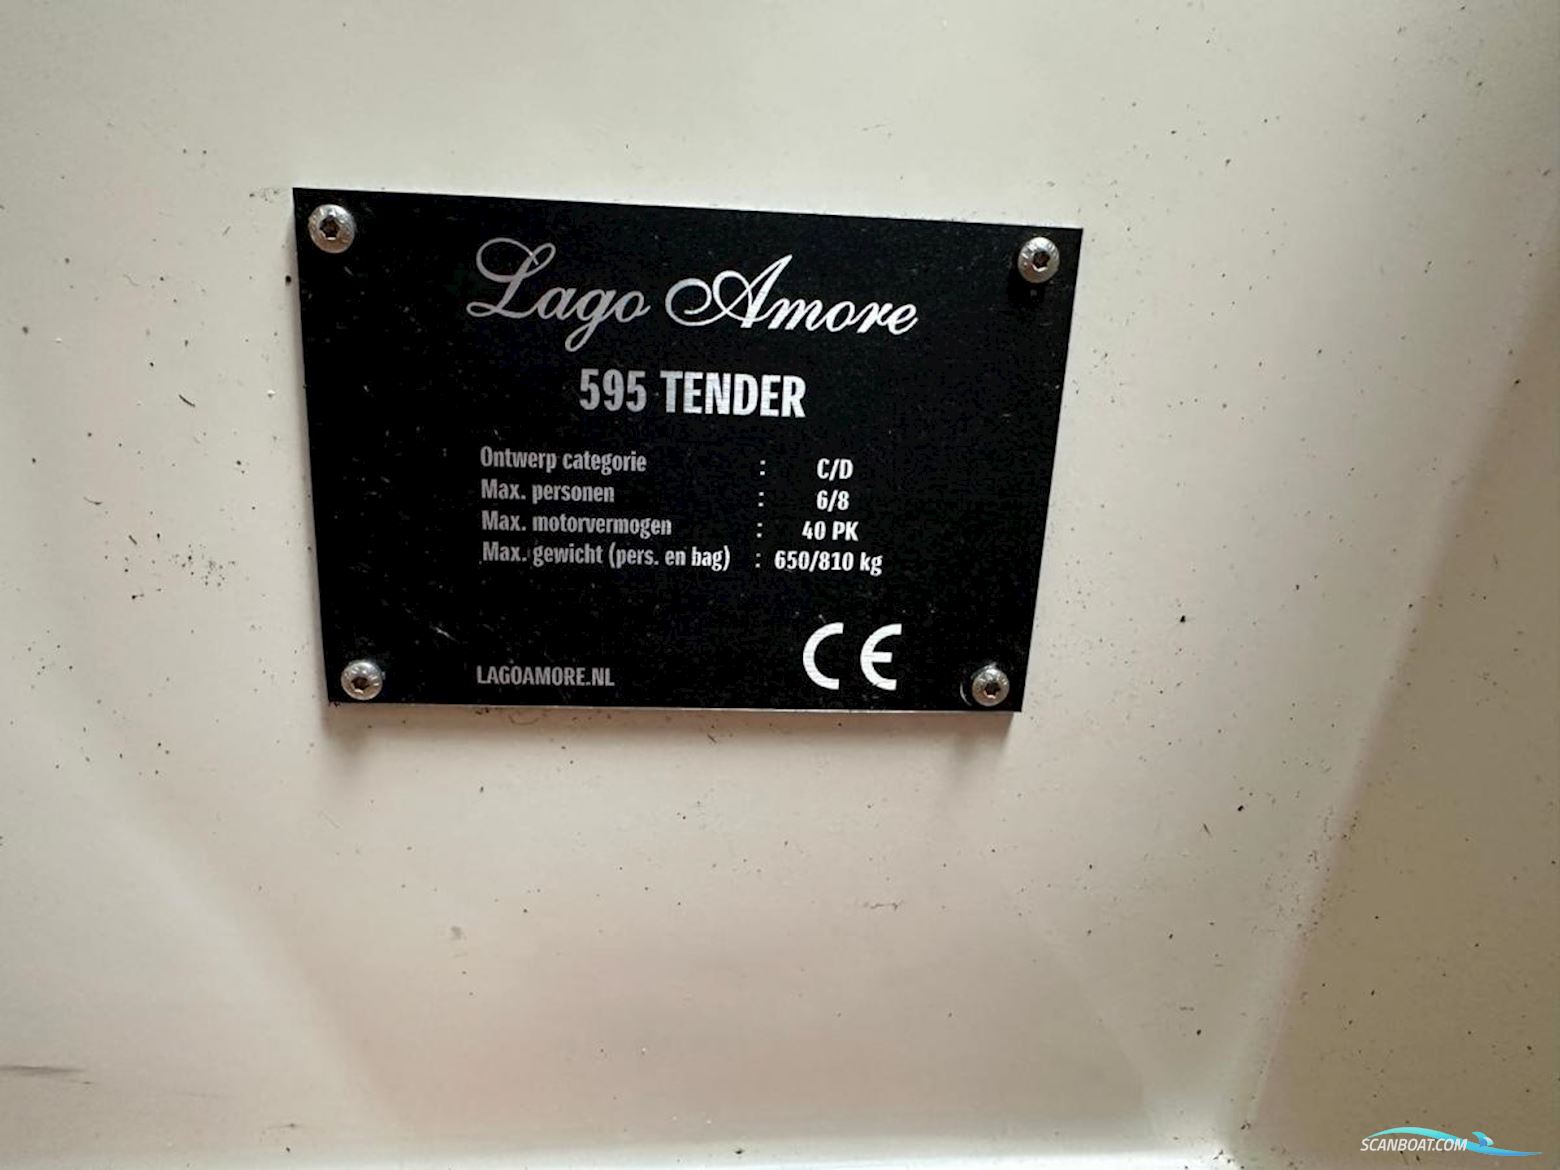 Lago Amore
595 TENDER
Ontwerp categorie : C/D
Max. personen : 6/8
Max. motorvermogen : 40 PK
Max. gewicht (pers. en bag) : 650/810 kg
CE
LAGOAMORE.NL
SCANBOAT.COM